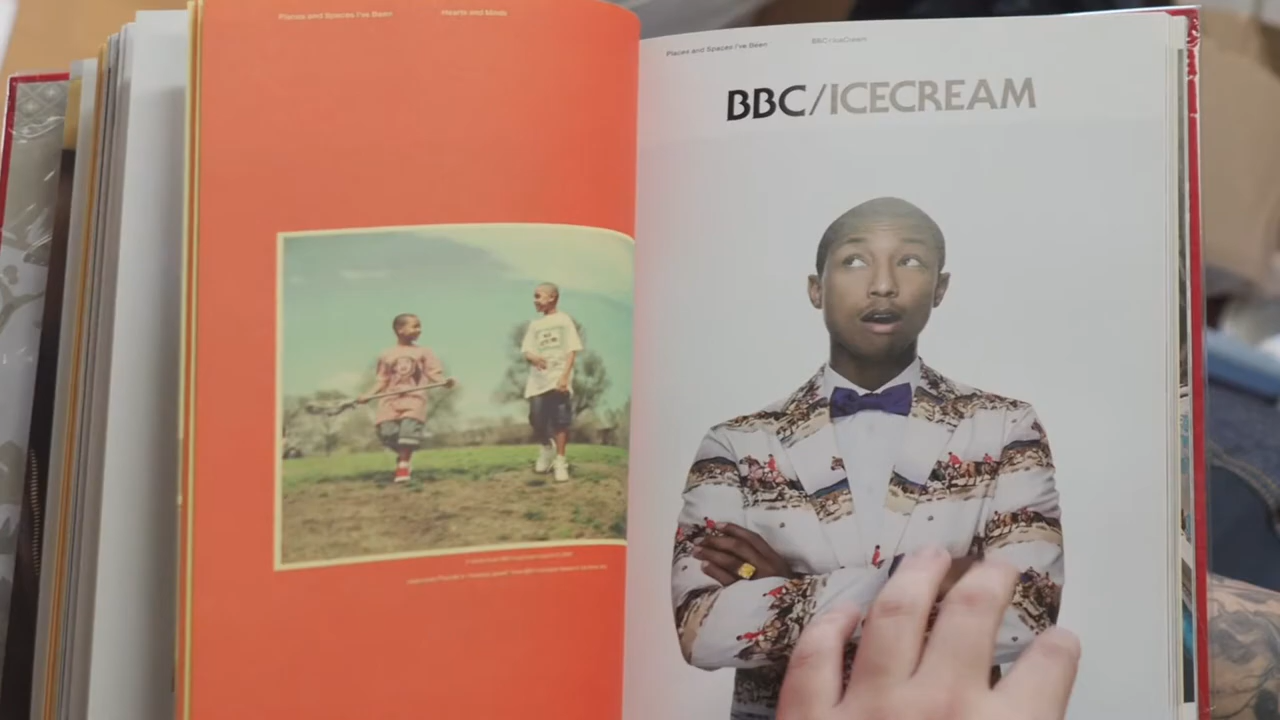 Places and Spaces I've Been
Hearts and Minds
Places and Spaces I've Been
BBC/IceCream
BBC/ICECREAM